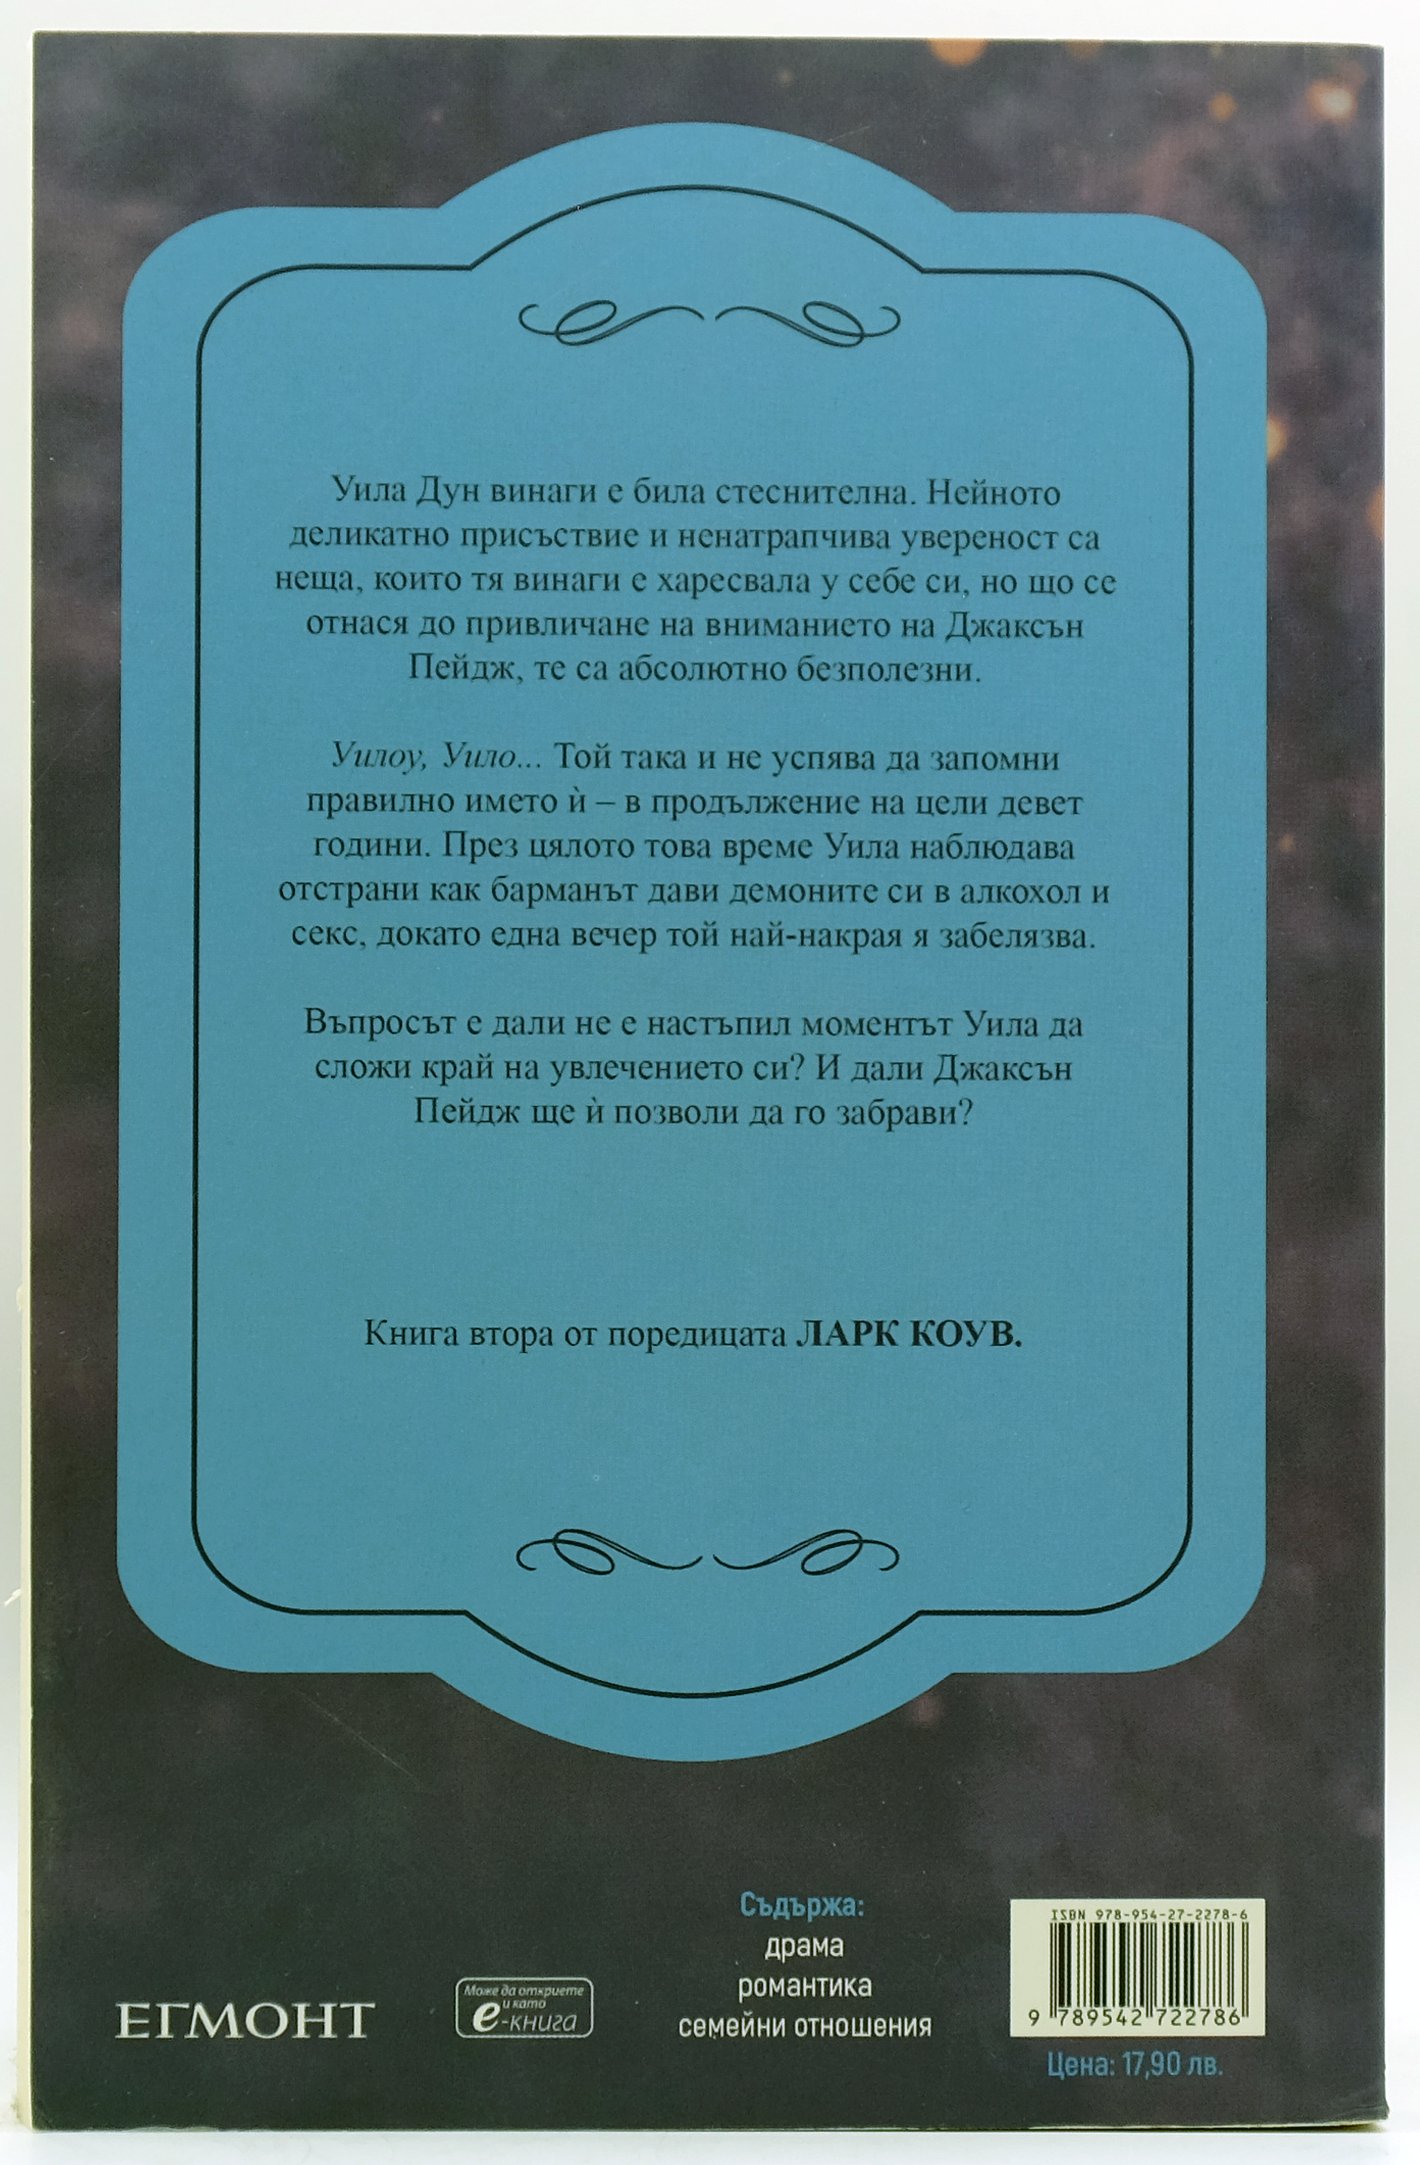 Уила Дун винаги е била стеснителна. Нейното
деликатно присъствие и ненатрапчива увереност са
неща, които тя винаги е харесвала у себе си, но що се
отнася до привличане на вниманието на Джаксън
Пейдж, те са абсолютно безполезни.
Уилоу, Уило... Той така и не успява да запомни
правилно името ѝ – в продължение на цели девет
години. През цялото това време Уила наблюдава
отстрани как барманът дави демоните си в алкохол и
секс, докато една вечер той най-накрая я забелязва.
Въпросът е дали не е настъпил моментът Уила да
сложи край на увлечението си? И дали Джаксън
Пейдж ще ѝ позволи да го забрави?
Книга втора от поредицата ЛАРК КОУВ.
ЕГМОНТ
Може да откриете
и като
е-книга
Съдържа:
драма
романтика
семейни отношения
ISBN 978-954-27-2278-6
9 789542 722786
Цена: 17,90 лв.